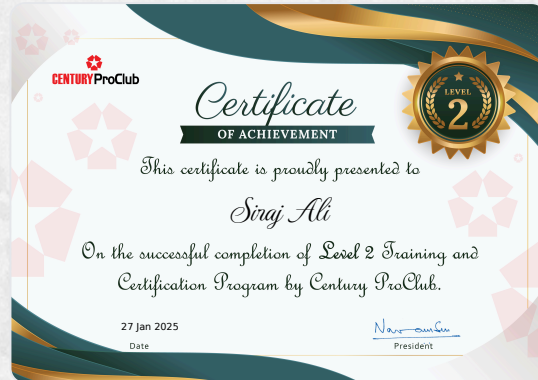 CENTURY ProClub
Certificate
OF ACHIEVEMENT
LEVEL
2
This certificate is proudly presented to
Siraj Ali
On the successful completion of Level 2 Training and
Certification Program by Century ProClub.
27 Jan 2025
Date
President